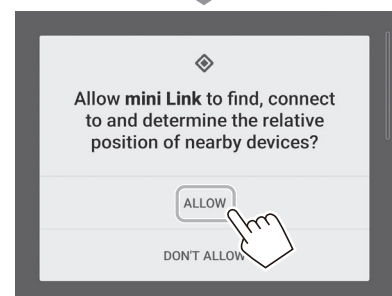 Allow mini Link to find, connect
to and determine the relative
position of nearby devices?
ALLOW
DON'T ALLOW